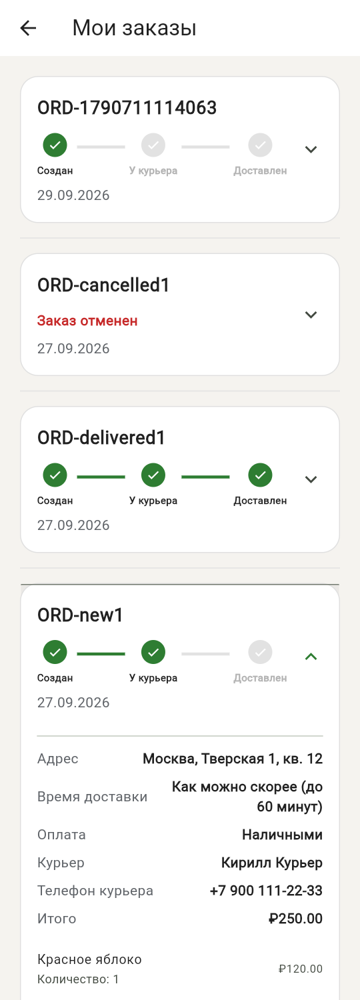 Мои заказы
ORD-1790711114063
Создан У курьера Доставлен
29.09.2026
ORD-cancelled1
Заказ отменен
27.09.2026
ORD-delivered1
Создан У курьера Доставлен
27.09.2026
ORD-new1
Создан У курьера Доставлен
27.09.2026
Адрес Москва, Тверская 1, кв. 12
Время доставки Как можно скорее (до
60 минут)
Оплата Наличными
Курьер Кирилл Курьер
Телефон курьера +7 900 111-22-33
Итого ₽250.00
Красное яблоко ₽120.00
Количество: 1